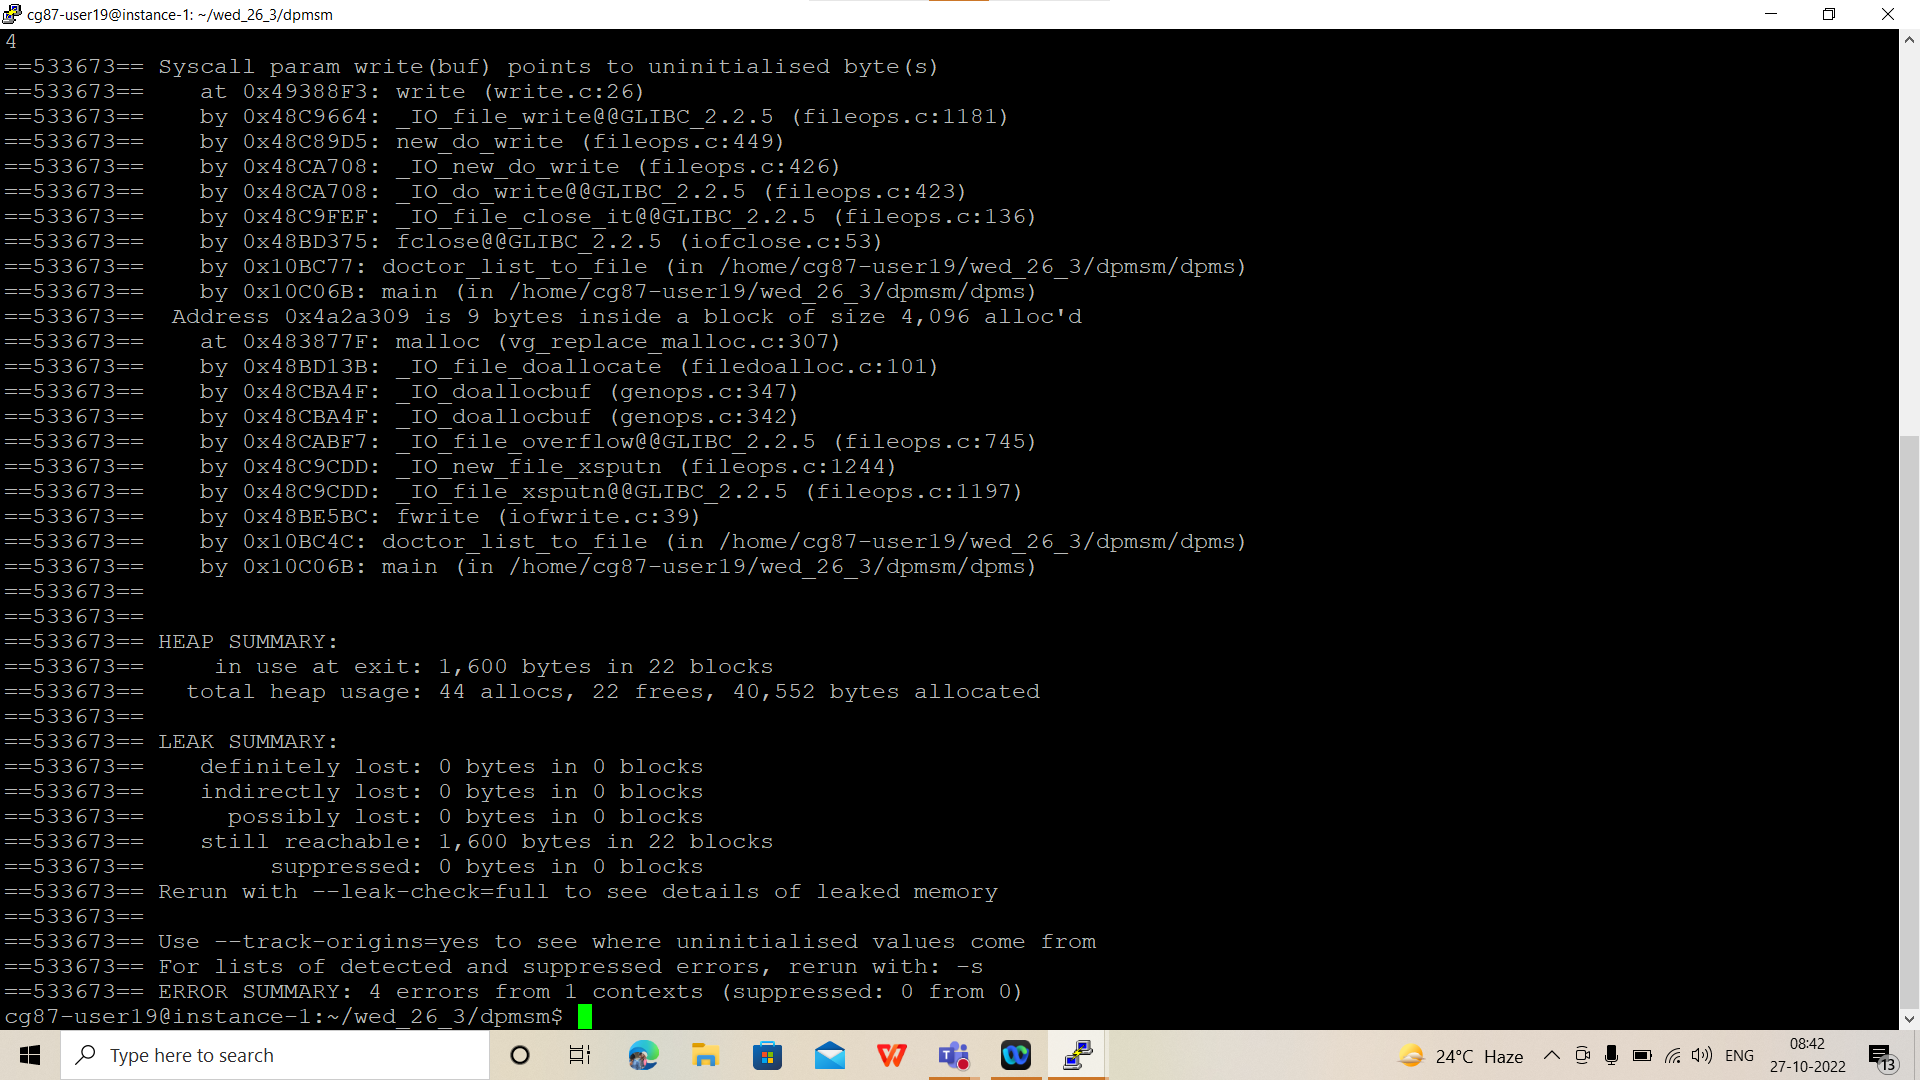 cg87-user19@instance-1: ~/wed_26_3/dpmsm
4
==533673== Syscall param write(buf) points to uninitialised byte(s)
==533673==    at 0x49388F3: write (write.c:26)
==533673==    by 0x48C9664: _IO_file_write@@GLIBC_2.2.5 (fileops.c:1181)
==533673==    by 0x48C89D5: new_do_write (fileops.c:449)
==533673==    by 0x48CA708: _IO_new_do_write (fileops.c:426)
==533673==    by 0x48CA708: _IO_do_write@@GLIBC_2.2.5 (fileops.c:423)
==533673==    by 0x48C9FEF: _IO_file_close_it@@GLIBC_2.2.5 (fileops.c:136)
==533673==    by 0x48BD375: fclose@@GLIBC_2.2.5 (iofclose.c:53)
==533673==    by 0x10BC77: doctor_list_to_file (in /home/cg87-user19/wed_26_3/dpmsm/dpms)
==533673==    by 0x10C06B: main (in /home/cg87-user19/wed_26_3/dpmsm/dpms)
==533673==  Address 0x4a2a309 is 9 bytes inside a block of size 4,096 alloc'd
==533673==    at 0x483877F: malloc (vg_replace_malloc.c:307)
==533673==    by 0x48BD13B: _IO_file_doallocate (filedoalloc.c:101)
==533673==    by 0x48CBA4F: _IO_doallocbuf (genops.c:347)
==533673==    by 0x48CBA4F: _IO_doallocbuf (genops.c:342)
==533673==    by 0x48CABF7: _IO_file_overflow@@GLIBC_2.2.5 (fileops.c:745)
==533673==    by 0x48C9CDD: _IO_new_file_xsputn (fileops.c:1244)
==533673==    by 0x48C9CDD: _IO_file_xsputn@@GLIBC_2.2.5 (fileops.c:1197)
==533673==    by 0x48BE5BC: fwrite (iofwrite.c:39)
==533673==    by 0x10BC4C: doctor_list_to_file (in /home/cg87-user19/wed_26_3/dpmsm/dpms)
==533673==    by 0x10C06B: main (in /home/cg87-user19/wed_26_3/dpmsm/dpms)
==533673==
==533673==
==533673== HEAP SUMMARY:
==533673==     in use at exit: 1,600 bytes in 22 blocks
==533673==   total heap usage: 44 allocs, 22 frees, 40,552 bytes allocated
==533673==
==533673== LEAK SUMMARY:
==533673==    definitely lost: 0 bytes in 0 blocks
==533673==    indirectly lost: 0 bytes in 0 blocks
==533673==      possibly lost: 0 bytes in 0 blocks
==533673==    still reachable: 1,600 bytes in 22 blocks
==533673==         suppressed: 0 bytes in 0 blocks
==533673== Rerun with --leak-check=full to see details of leaked memory
==533673==
==533673== Use --track-origins=yes to see where uninitialised values come from
==533673== For lists of detected and suppressed errors, rerun with: -s
==533673== ERROR SUMMARY: 4 errors from 1 contexts (suppressed: 0 from 0)
cg87-user19@instance-1:~/wed_26_3/dpmsm$
Type here to search
24°C Haze
ENG
08:42
27-10-2022
13